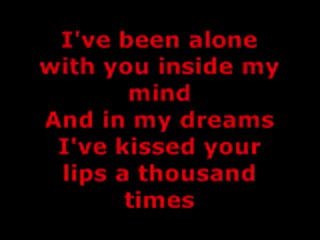 I've been alone
with you inside my
mind
And in my dreams
I've kissed your
lips a thousand
times